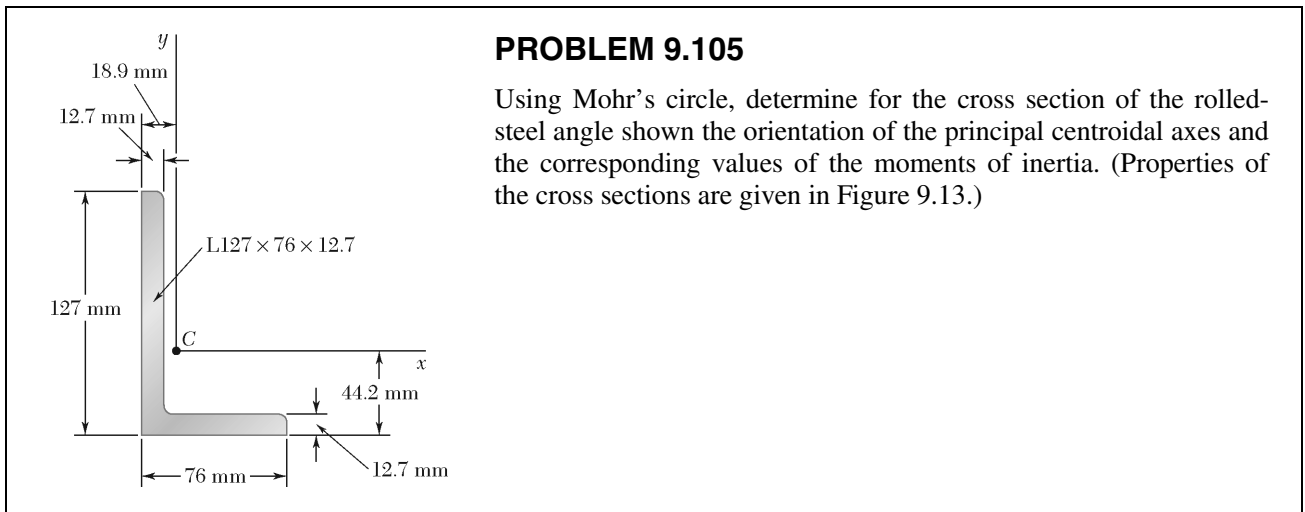 PROBLEM 9.105
Using Mohr's circle, determine for the cross section of the rolled-
steel angle shown the orientation of the principal centroidal axes and
the corresponding values of the moments of inertia. (Properties of
the cross sections are given in Figure 9.13.)
y
18.9 mm
12.7 mm
L127 × 76 × 12.7
127 mm
C
x
44.2 mm
12.7 mm
76 mm